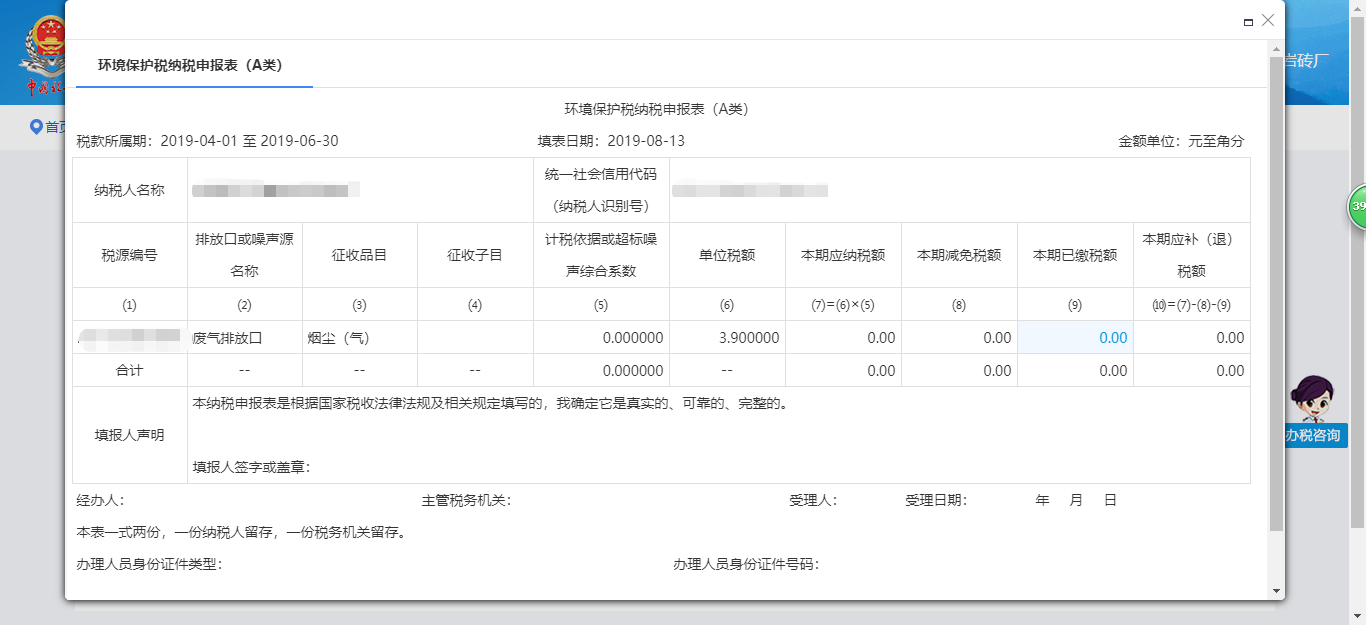 岩砖厂
中国税
首页
环境保护税纳税申报表（A类）
环境保护税纳税申报表（A类）
税款所属期：2019-04-01 至 2019-06-30 填表日期：2019-08-13 金额单位：元至角分
纳税人名称 统一社会信用代码（纳税人识别号）
税源编号 排放口或噪声源名称 征收品目 征收子目 计税依据或超标噪声综合系数 单位税额 本期应纳税额 本期减免税额 本期已缴税额 本期应补（退）税额
(1) (2) (3) (4) (5) (6) (7)=(6)×(5) (8) (9) (10)=(7)-(8)-(9)
废气排放口 烟尘（气） 0.000000 3.900000 0.00 0.00 0.00 0.00
合计 -- -- -- 0.000000 -- 0.00 0.00 0.00 0.00
填报人声明
本纳税申报表是根据国家税收法律法规及相关规定填写的，我确定它是真实的、可靠的、完整的。
填报人签字或盖章：
经办人： 主管税务机关： 受理人： 受理日期： 年 月 日
本表一式两份，一份纳税人留存，一份税务机关留存。
办理人员身份证件类型： 办理人员身份证件号码：
39
办税咨询